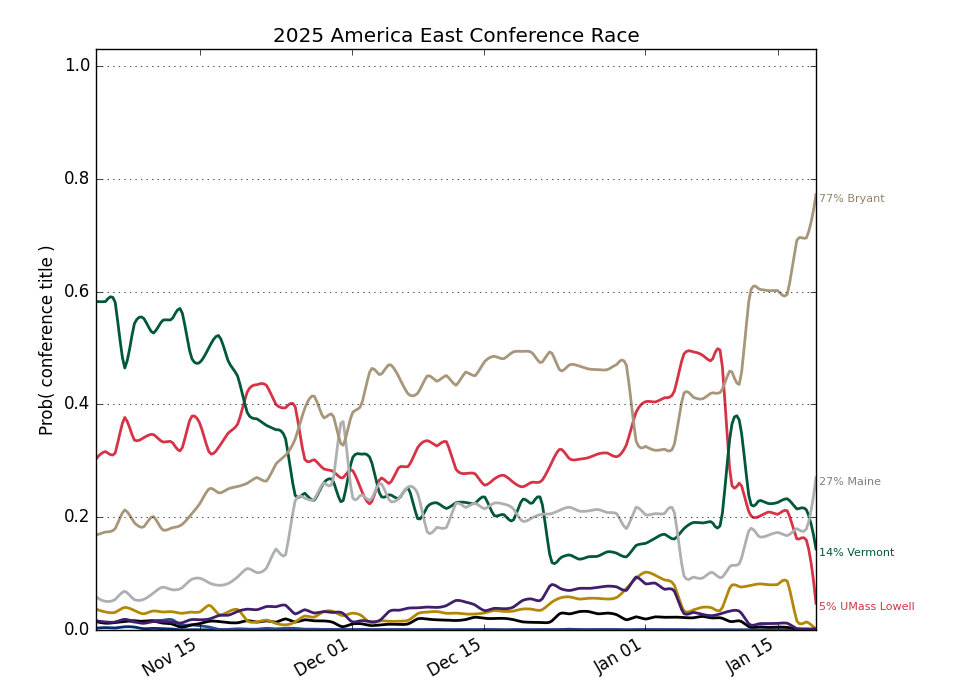 2025 America East Conference Race
Prob( conference title )
1.0
0.8
0.6
0.4
0.2
0.0
77% Bryant
27% Maine
14% Vermont
5% UMass Lowell
Nov 15
Dec 01
Dec 15
Jan 01
Jan 15